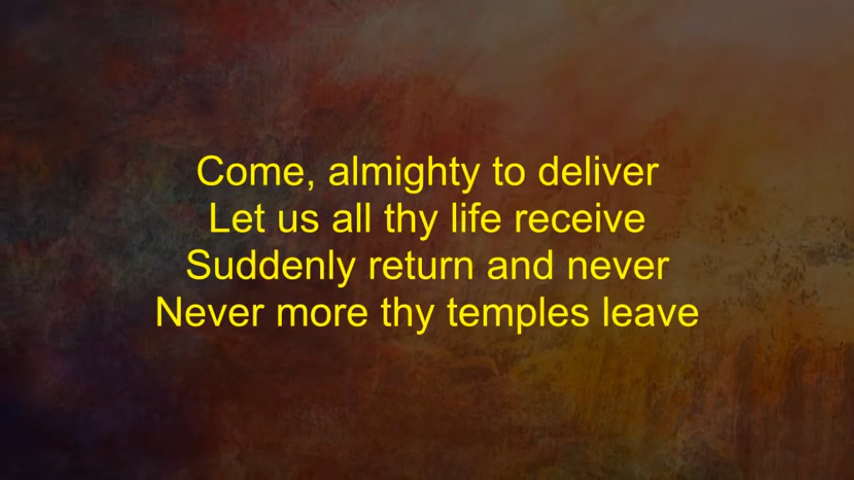 Come, almighty to deliver
Let us all thy life receive
Suddenly return and never
Never more thy temples leave